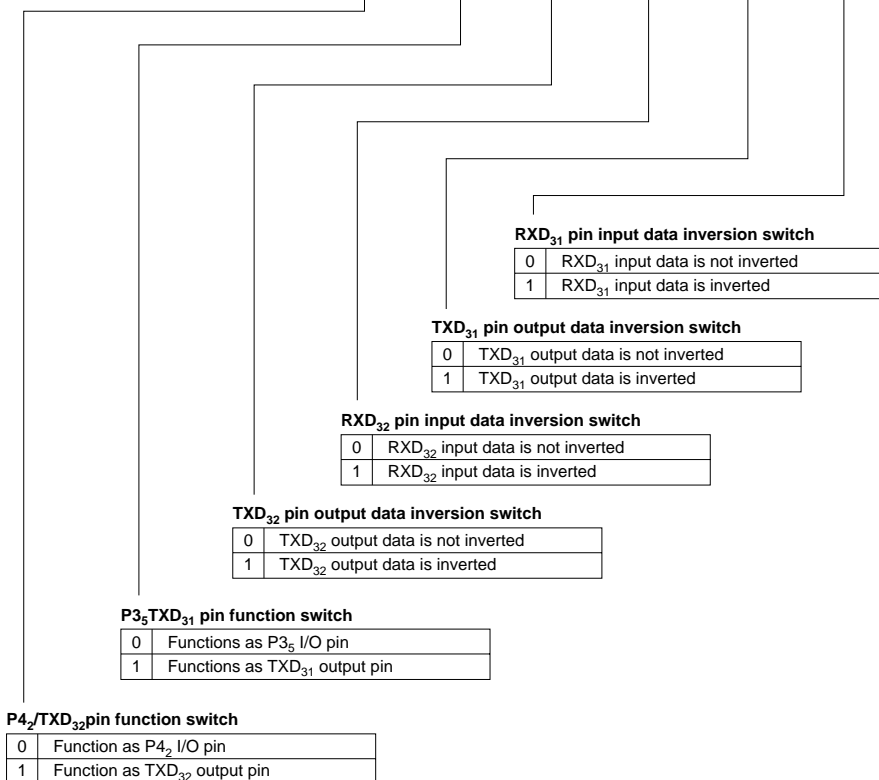 RXD₃₁ pin input data inversion switch
0 RXD₃₁ input data is not inverted
1 RXD₃₁ input data is inverted
TXD₃₁ pin output data inversion switch
0 TXD₃₁ output data is not inverted
1 TXD₃₁ output data is inverted
RXD₃₂ pin input data inversion switch
0 RXD₃₂ input data is not inverted
1 RXD₃₂ input data is inverted
TXD₃₂ pin output data inversion switch
0 TXD₃₂ output data is not inverted
1 TXD₃₂ output data is inverted
P3₅TXD₃₁ pin function switch
0 Functions as P3₅ I/O pin
1 Functions as TXD₃₁ output pin
P4₂/TXD₃₂pin function switch
0 Function as P4₂ I/O pin
1 Function as TXD₃₂ output pin